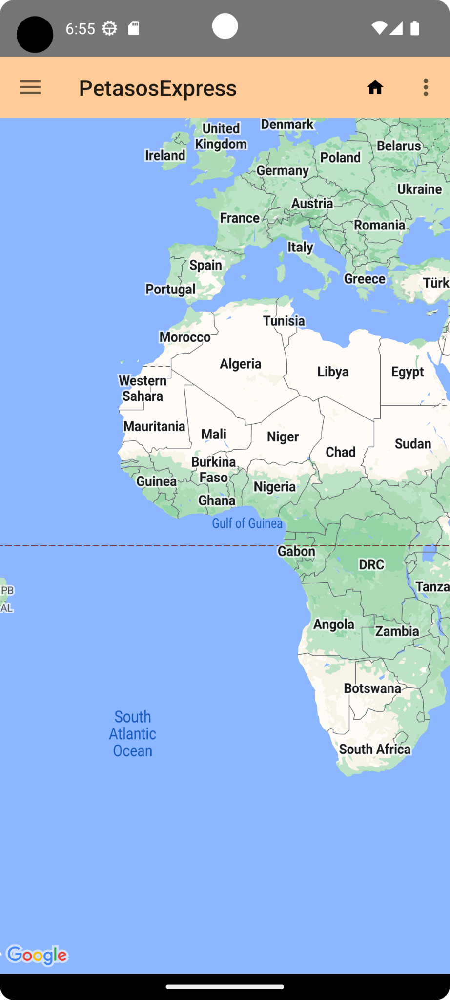 6:55
PetasosExpress
Denmark
United
Kingdom
Belarus
Ireland
Poland
Germany
Ukraine
Austria
France
Romania
Italy
Spain
Greece
Türk
Portugal
Tunisia
Morocco
Algeria
Libya
Egypt
Western
Sahara
Mauritania
Mali
Niger
Sudan
Chad
Burkina
Faso
Guinea
Nigeria
Ghana
Gulf of Guinea
Gabon
DRC
Tanza
PB
AL
Angola
Zambia
Botswana
South
Atlantic
Ocean
South Africa
Google